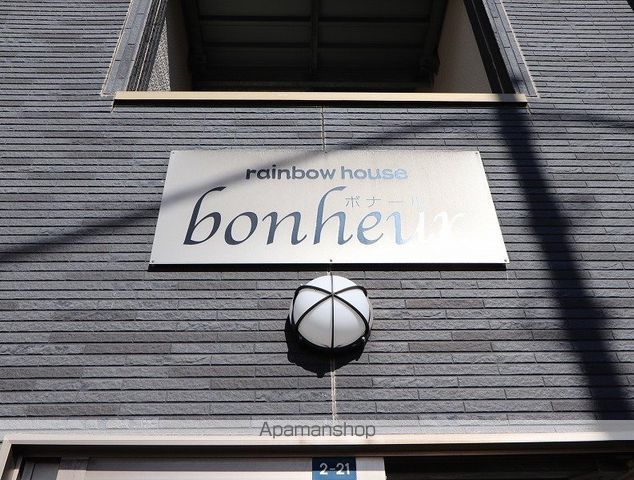 rainbow house
ボナール
bonheur
Apamanshop
2-21